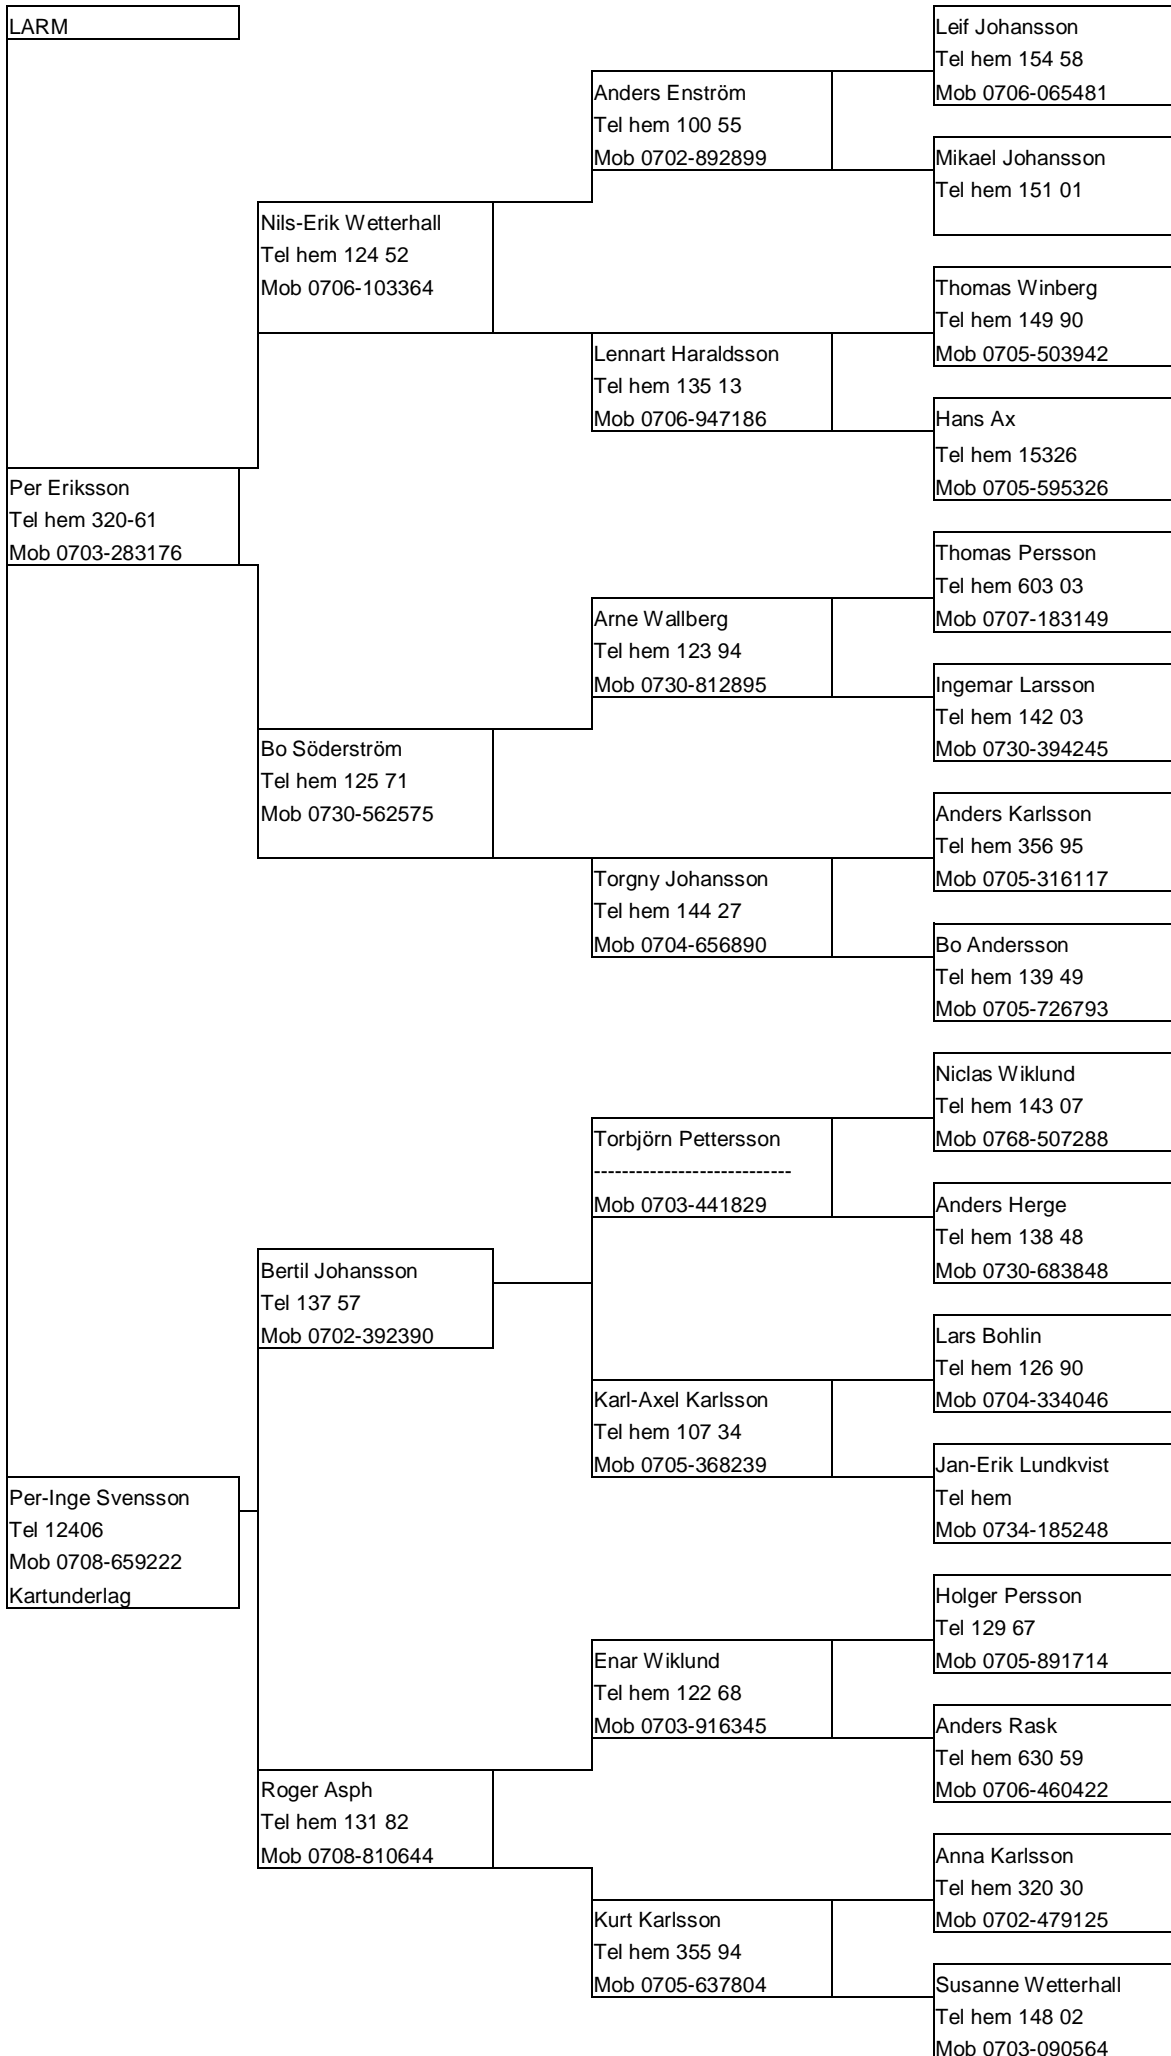 LARM
Per Eriksson
Tel hem 320-61
Mob 0703-283176
Per-Inge Svensson
Tel 12406
Mob 0708-659222
Kartunderlag
Nils-Erik Wetterhall
Tel hem 124 52
Mob 0706-103364
Bo Söderström
Tel hem 125 71
Mob 0730-562575
Bertil Johansson
Tel 137 57
Mob 0702-392390
Roger Asph
Tel hem 131 82
Mob 0708-810644
Anders Enström
Tel hem 100 55
Mob 0702-892899
Lennart Haraldsson
Tel hem 135 13
Mob 0706-947186
Arne Wallberg
Tel hem 123 94
Mob 0730-812895
Torgny Johansson
Tel hem 144 27
Mob 0704-656890
Torbjörn Pettersson
----------------------------
Mob 0703-441829
Karl-Axel Karlsson
Tel hem 107 34
Mob 0705-368239
Enar Wiklund
Tel hem 122 68
Mob 0703-916345
Kurt Karlsson
Tel hem 355 94
Mob 0705-637804
Leif Johansson
Tel hem 154 58
Mob 0706-065481
Mikael Johansson
Tel hem 151 01
Thomas Winberg
Tel hem 149 90
Mob 0705-503942
Hans Ax
Tel hem 15326
Mob 0705-595326
Thomas Persson
Tel hem 603 03
Mob 0707-183149
Ingemar Larsson
Tel hem 142 03
Mob 0730-394245
Anders Karlsson
Tel hem 356 95
Mob 0705-316117
Bo Andersson
Tel hem 139 49
Mob 0705-726793
Niclas Wiklund
Tel hem 143 07
Mob 0768-507288
Anders Herge
Tel hem 138 48
Mob 0730-683848
Lars Bohlin
Tel hem 126 90
Mob 0704-334046
Jan-Erik Lundkvist
Tel hem
Mob 0734-185248
Holger Persson
Tel 129 67
Mob 0705-891714
Anders Rask
Tel hem 630 59
Mob 0706-460422
Anna Karlsson
Tel hem 320 30
Mob 0702-479125
Susanne Wetterhall
Tel hem 148 02
Mob 0703-090564